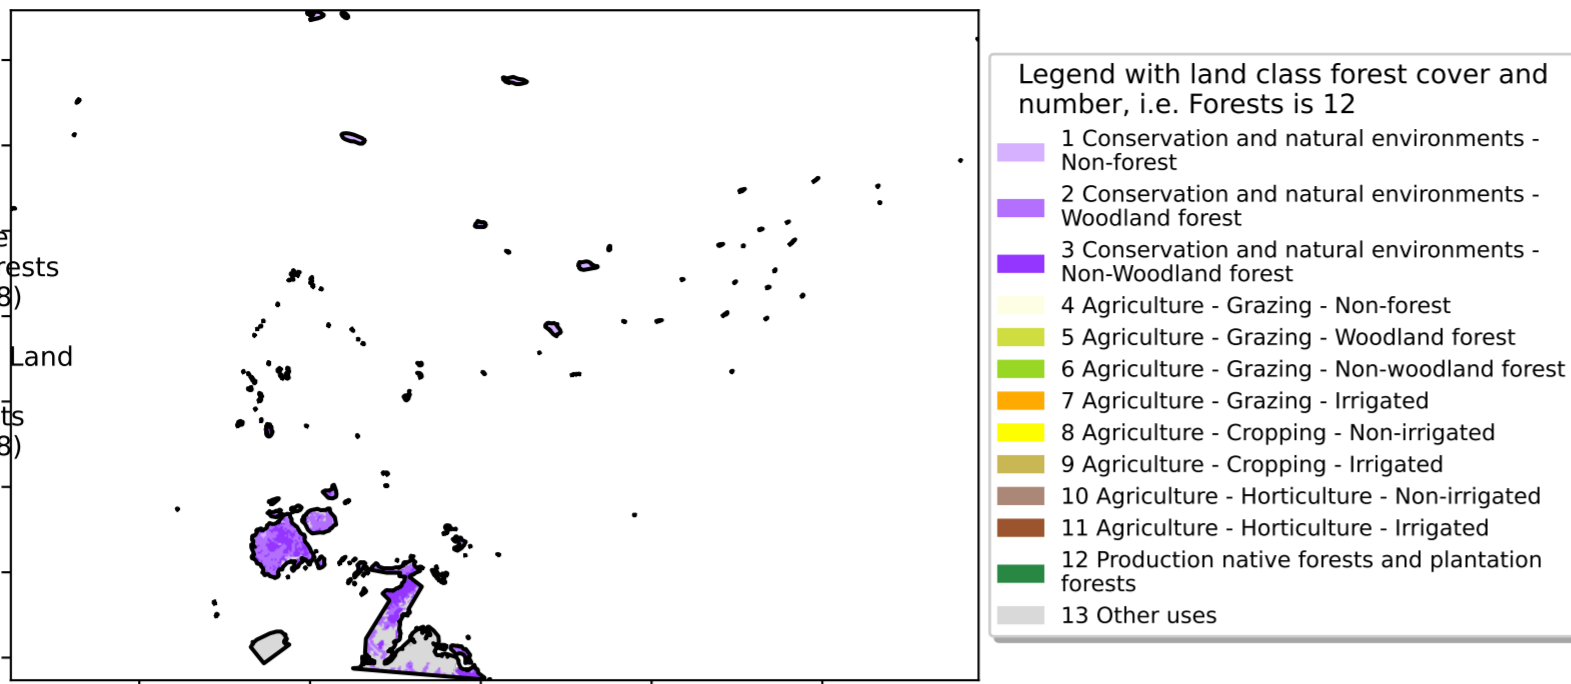 rests
8)
Land
ts
8)
Legend with land class forest cover and
number, i.e. Forests is 12
1 Conservation and natural environments -
Non-forest
2 Conservation and natural environments -
Woodland forest
3 Conservation and natural environments -
Non-Woodland forest
4 Agriculture - Grazing - Non-forest
5 Agriculture - Grazing - Woodland forest
6 Agriculture - Grazing - Non-woodland forest
7 Agriculture - Grazing - Irrigated
8 Agriculture - Cropping - Non-irrigated
9 Agriculture - Cropping - Irrigated
10 Agriculture - Horticulture - Non-irrigated
11 Agriculture - Horticulture - Irrigated
12 Production native forests and plantation
forests
13 Other uses